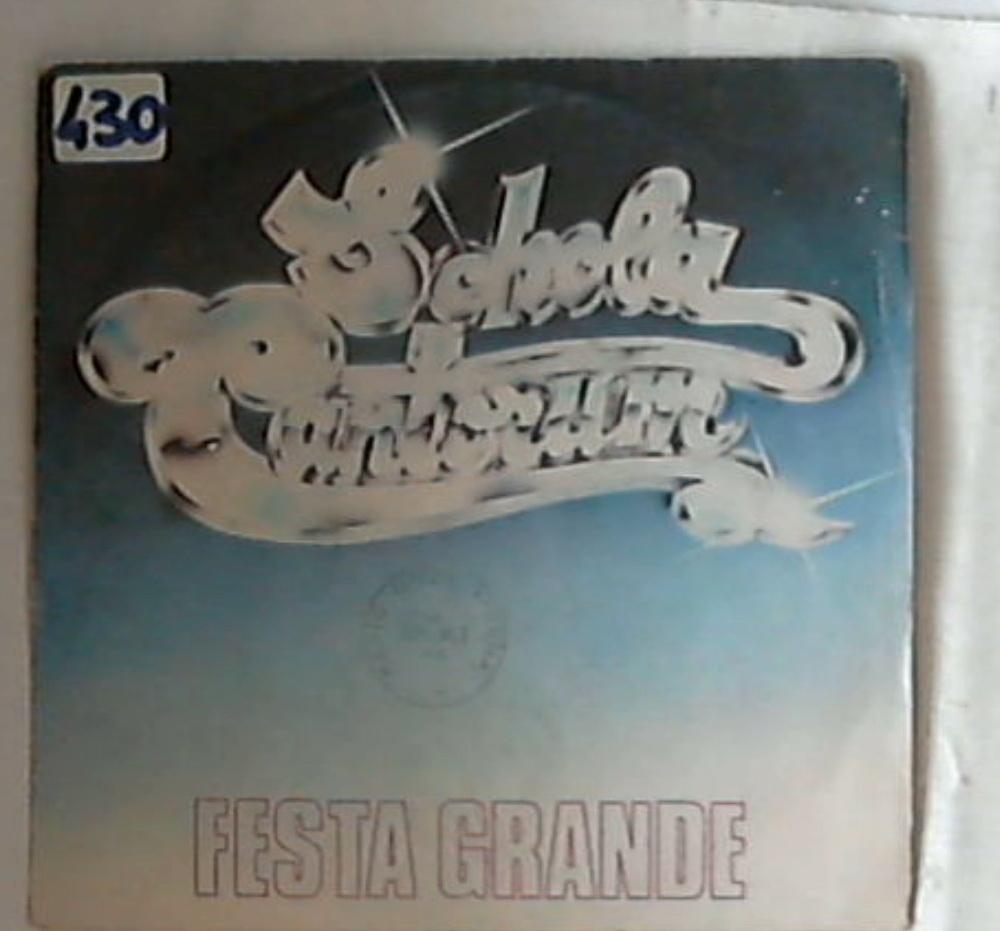 430
Schola
Cantorum
FESTA GRANDE